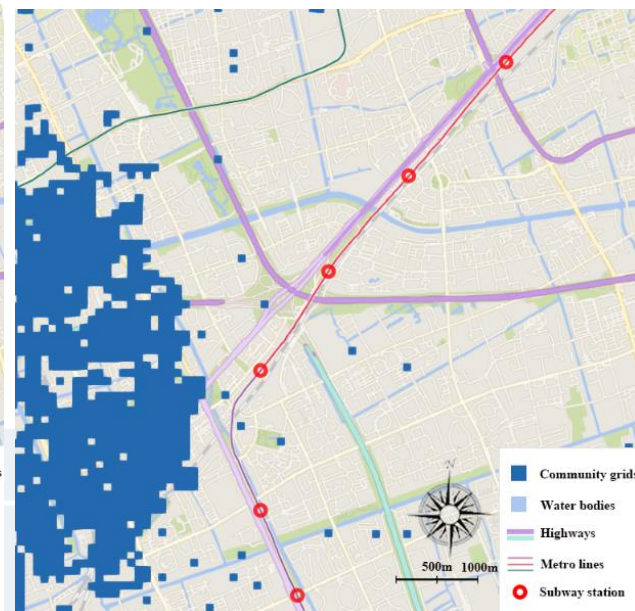 N
Community grids
Water bodies
Highways
Metro lines
500m 1000m
Subway station